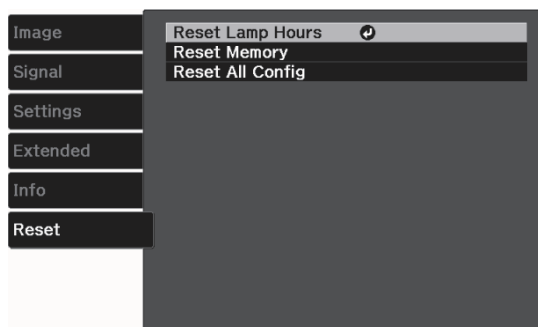 Image
Signal
Settings
Extended
Info
Reset
Reset Lamp Hours
Reset Memory
Reset All Config